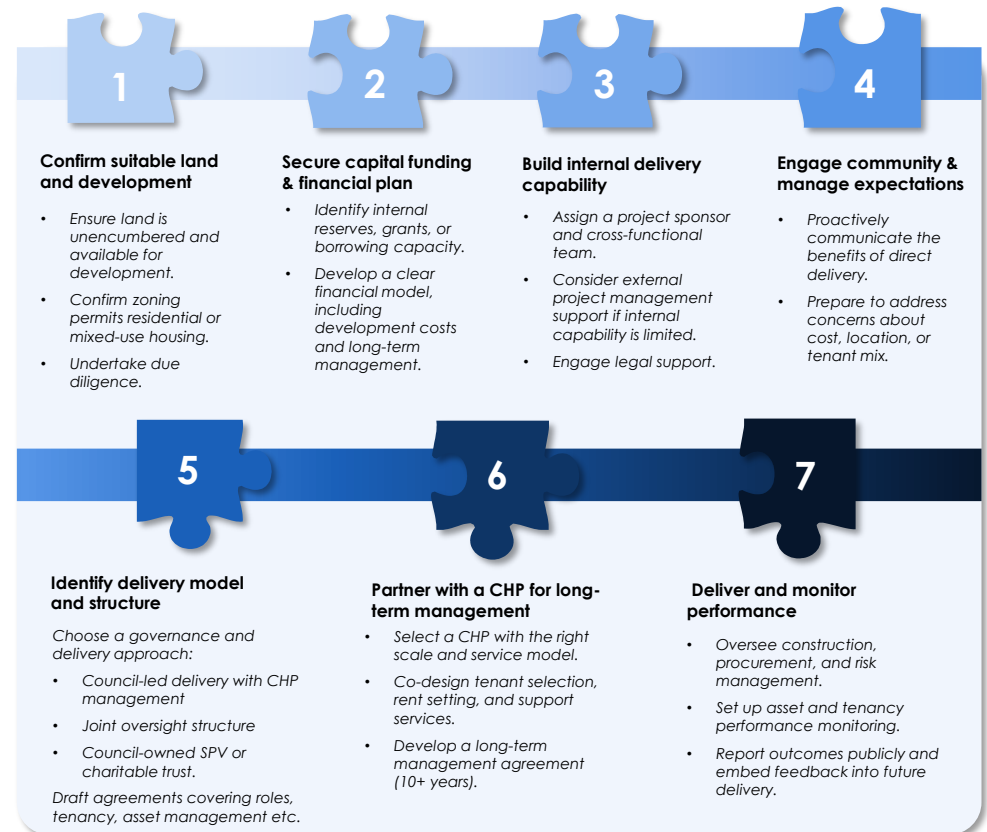 1
Confirm suitable land
and development
• Ensure land is
unencumbered and
available for
development.
• Confirm zoning
permits residential or
mixed-use housing.
• Undertake due
diligence.
2
Secure capital funding
& financial plan
• Identify internal
reserves, grants, or
borrowing capacity.
• Develop a clear
financial model,
including
development costs
and long-term
management.
3
Build internal delivery
capability
• Assign a project sponsor
and cross-functional
team.
• Consider external
project management
support if internal
capability is limited.
• Engage legal support.
4
Engage community &
manage expectations
• Proactively
communicate the
benefits of direct
delivery.
• Prepare to address
concerns about
cost, location, or
tenant mix.
5
Identify delivery model
and structure
Choose a governance and
delivery approach:
• Council-led delivery with CHP
management
• Joint oversight structure
• Council-owned SPV or
charitable trust.
Draft agreements covering roles,
tenancy, asset management etc.
6
Partner with a CHP for long-
term management
• Select a CHP with the right
scale and service model.
• Co-design tenant selection,
rent setting, and support
services.
• Develop a long-term
management agreement
(10+ years).
7
Deliver and monitor
performance
• Oversee construction,
procurement, and risk
management.
• Set up asset and tenancy
performance monitoring.
• Report outcomes publicly and
embed feedback into future
delivery.